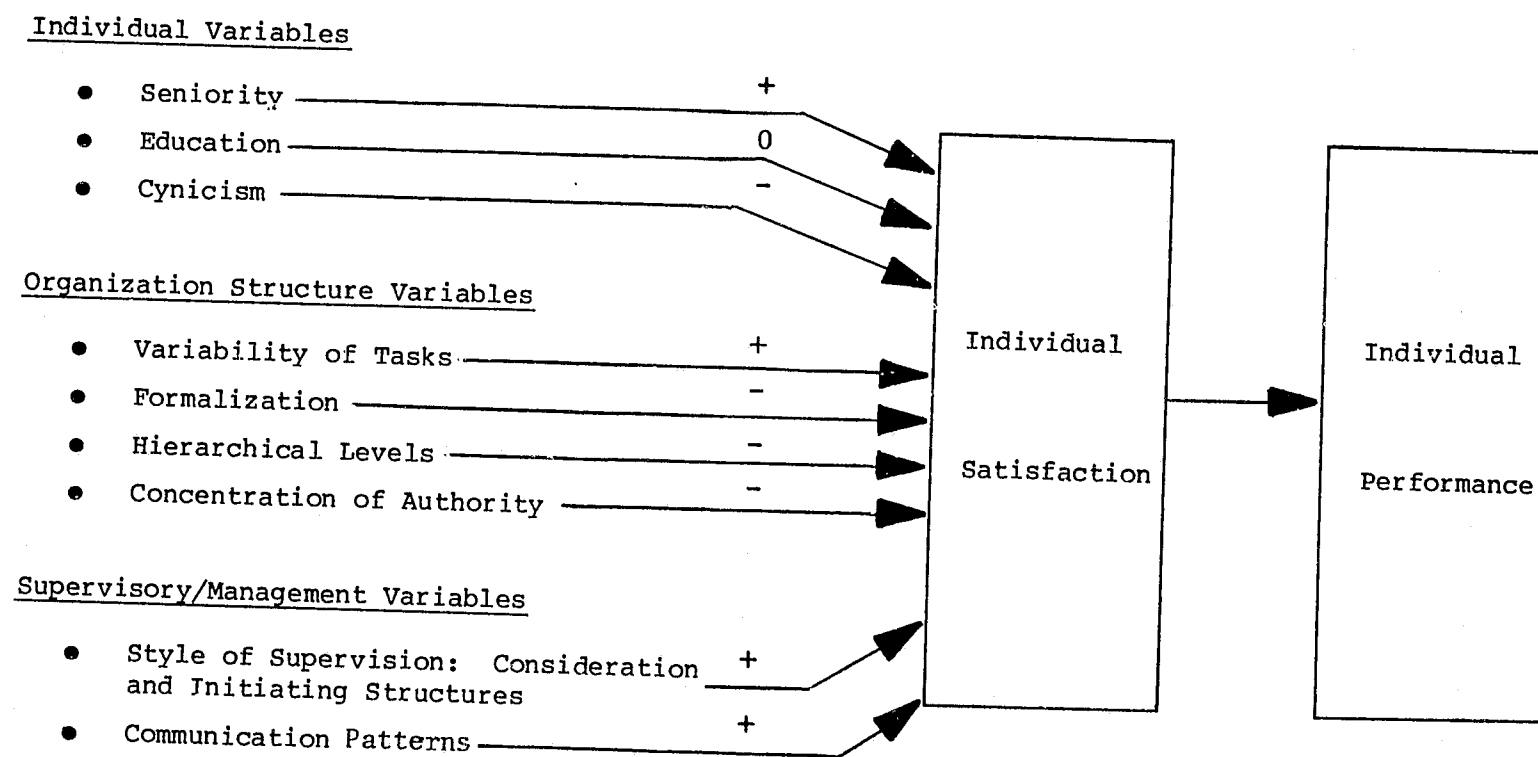 Individual Variables
● Seniority +
● Education 0
● Cynicism -
Organization Structure Variables
● Variability of Tasks +
● Formalization -
● Hierarchical Levels -
● Concentration of Authority -
Supervisory/Management Variables
● Style of Supervision: Consideration +
and Initiating Structures
● Communication Patterns +
Individual
Satisfaction
Individual
Performance